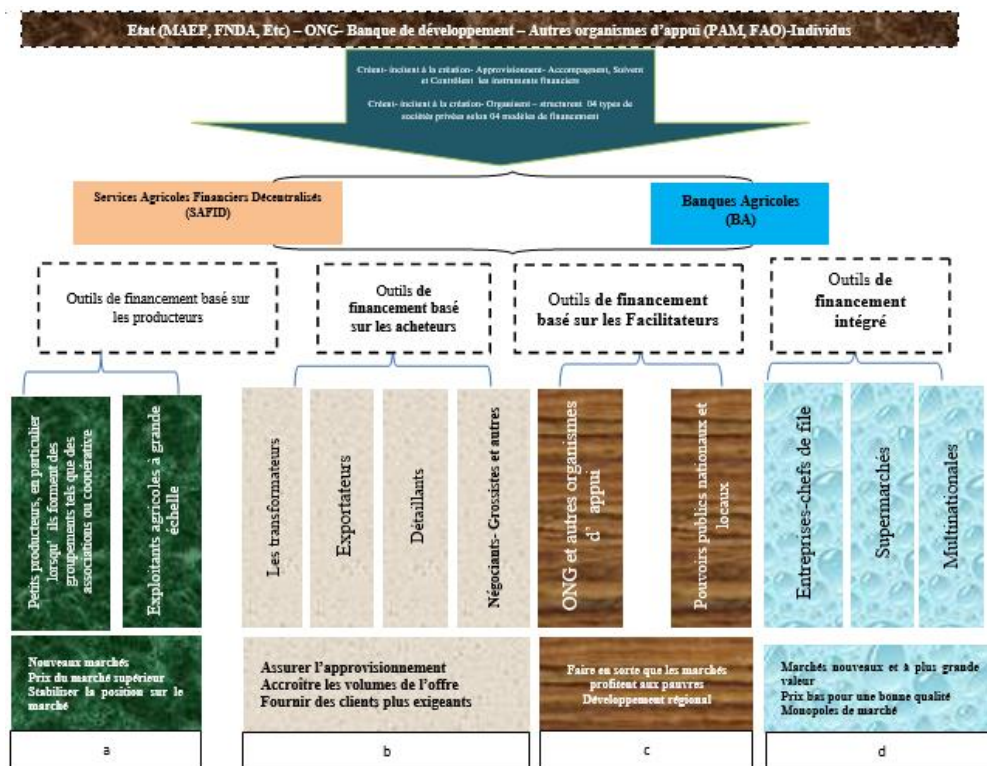 Etat (MAEP, FNDA, Etc) – ONG- Banque de développement – Autres organismes d'appui (PAM, FAO)-Individus
Créent- incitent à la création- Approvisionnent- Accompagnent, Suivent
et Contrôlent les instruments financiers
Créent- incitent à la création- Organisent – structurent 04 types de
sociétés privées selon 04 modèles de financement
Services Agricoles Financiers Décentralisés
(SAFID)
Banques Agricoles
(BA)
Outils de financement basé sur
les producteurs
Outils de
financement basé
sur les acheteurs
Outils de financement
basé sur les Facilitateurs
Outils de
financement
intégré
Petits producteurs, en particulier
lorsqu' ils forment des
groupements tels que des
associations ou coopérative
Exploitants agricoles à grande
échelle
Les transformateurs
Exportateurs
Détaillants
Négociants- Grossistes et autres
ONG et autres organismes
d' appui
Pouvoirs publics nationaux et
locaux
Entreprises-chefs de file
Supermarchés
Multinationales
Nouveaux marchés
Prix du marché supérieur
Stabiliser la position sur le
marché
Assurer l'approvisionnement
Accroître les volumes de l'offre
Fournir des clients plus exigeants
Faire en sorte que les marchés
profitent aux pauvres
Développement régional
Marchés nouveaux et à plus grande
valeur
Prix bas pour une bonne qualité
Monopoles de marché
a
b
c
d